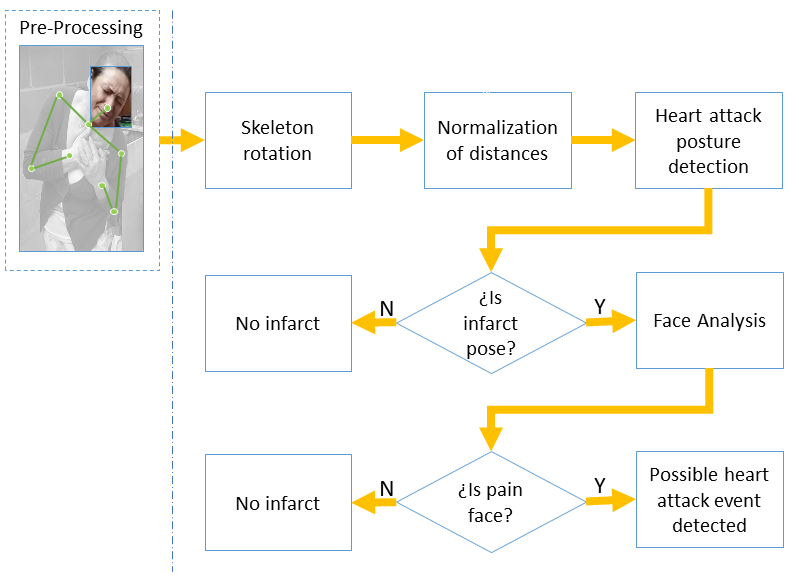 Pre-Processing
Skeleton
rotation
Normalization
of distances
Heart attack
posture
detection
¿Is
infarct
pose?
N
No infarct
Y
Face Analysis
¿Is pain
face?
N
No infarct
Y
Possible heart
attack event
detected